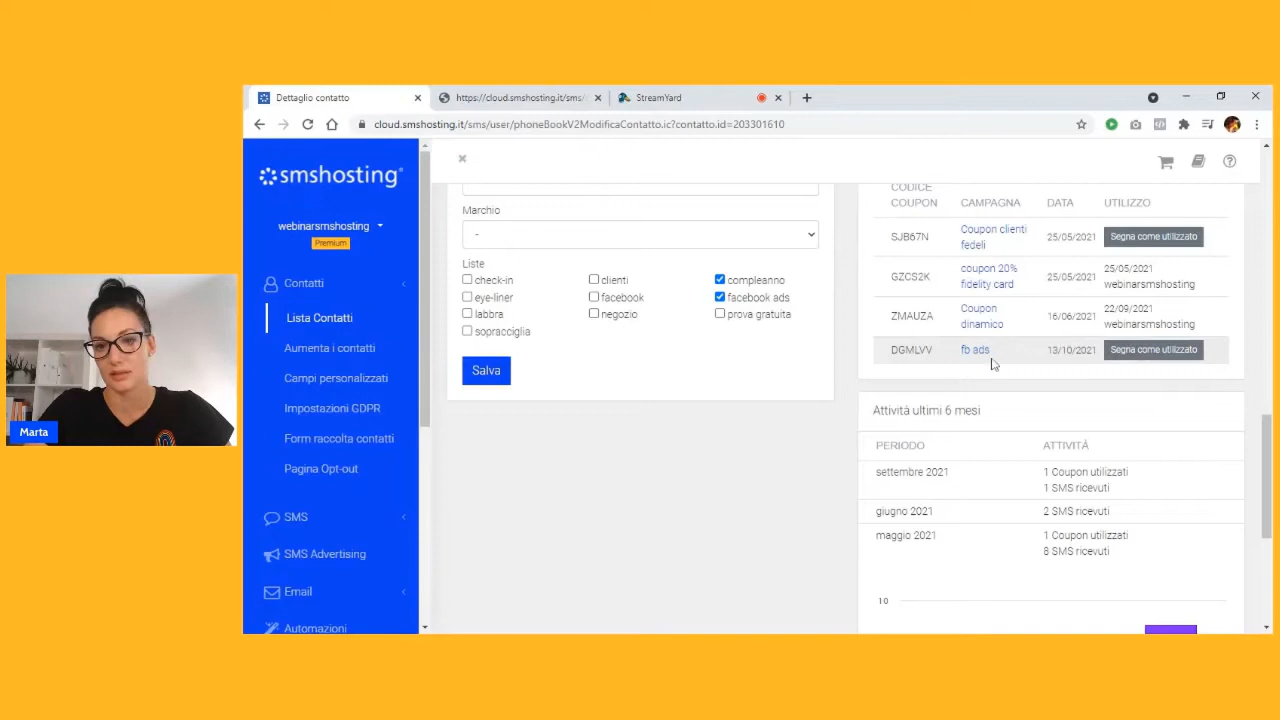 Dettaglio contatto
https://cloud.smshosting.it/sms/
StreamYard
cloud.smshosting.it/sms/user/phoneBookV2ModificaContatto.ic?contatto.id=203301610
smshosting
webinarsmshosting
Premium
Contatti
Lista Contatti
Aumenta i contatti
Campi personalizzati
Impostazioni GDPR
Form raccolta contatti
Pagina Opt-out
SMS
SMS Advertising
Email
Automazioni
Marchio
-
Liste
check-in clienti compleanno
eye-liner facebook facebook ads
labbra negozio prova gratuita
sopracciglia
Salva
CODICE COUPON CAMPAGNA DATA UTILIZZO
SJB67N Coupon clienti fedeli 25/05/2021 Segna come utilizzato
GZCS2K coupon 20% fidelity card 25/05/2021 25/05/2021 webinarsmshosting
ZMAUZA Coupon dinamico 16/06/2021 22/09/2021 webinarsmshosting
DGMLVV fb ads 13/10/2021 Segna come utilizzato
Attività ultimi 6 mesi
PERIODO ATTIVITÀ
settembre 2021 1 Coupon utilizzati
1 SMS ricevuti
giugno 2021 2 SMS ricevuti
maggio 2021 1 Coupon utilizzati
8 SMS ricevuti
10
Marta